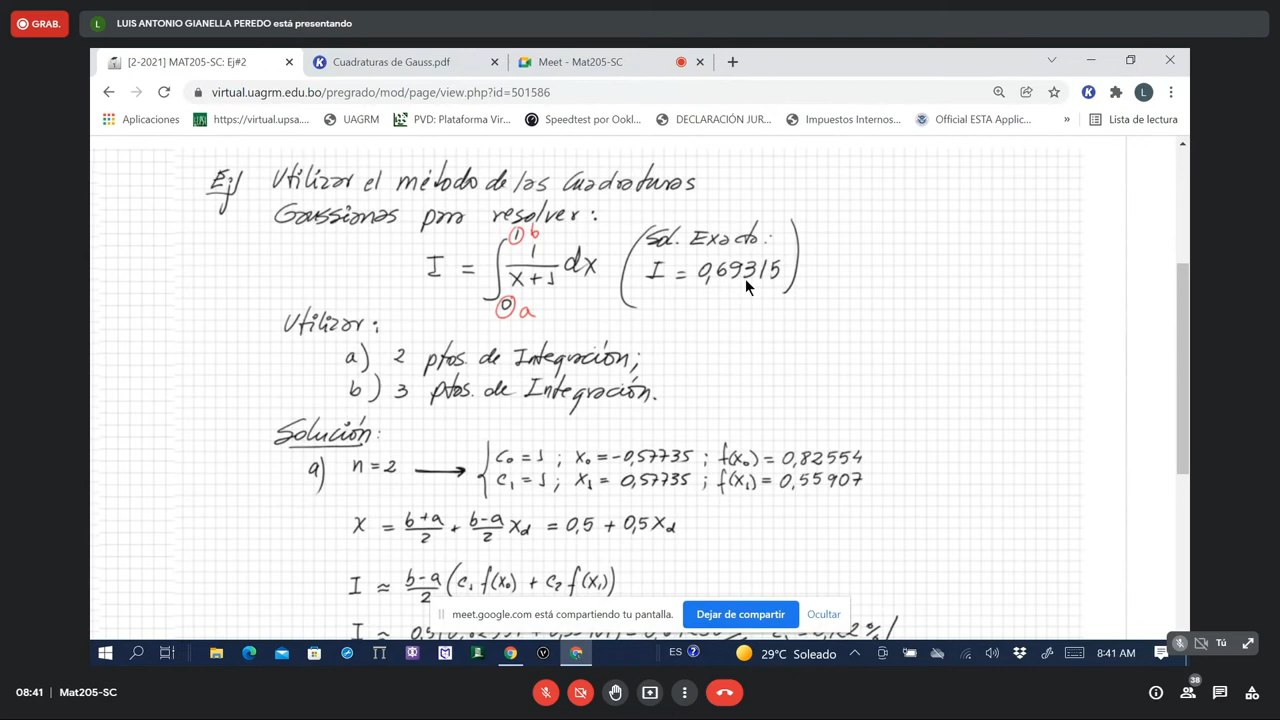 GRAB.
L
LUIS ANTONIO GIANELLA PEREDO está presentando
[2-2021] MAT205-SC: Ej#2
Cuadraturas de Gaus.pdf
Meet - Mat205-SC
virtual.uagrm.edu.bo/pregrado/mod/page/view.php?id=501586
L
Aplicaciones
https://virtual.upsa....
UAGRM
PVD: Plataforma Vir...
Speedtest por Ookl...
DECLARACIÓN JUR...
Impuestos Internos...
Official ESTA Applic...
»
Lista de lectura
Ej/ Utilizar el método de las Cuadraturas
Gaussianas para resolver:
I = ∫ 1/(x+1) dx
1 b
0 a
(Sol. Exacta:
I = 0,69315)
Utilizar:
a) 2 ptos. de Integración;
b) 3 ptos. de Integración.
Solución:
a) n=2 → { C₀ = 1 ; x₀ = -0,57735 ; f(x₀) = 0,82554
C₁ = 1 ; x₁ = 0,57735 ; f(x₁) = 0,55907
X = b+a/2 + b-a/2 Xd = 0,5 + 0,5Xd
I ≈ b-a/2 (C₁ f(x₀) + C₂ f(x₁))
meet.google.com está compartiendo tu pantalla.
Dejar de compartir
Ocultar
I ≈
ES
29°C Soleado
8:41 AM
Tú
08:41
Mat205-SC
38